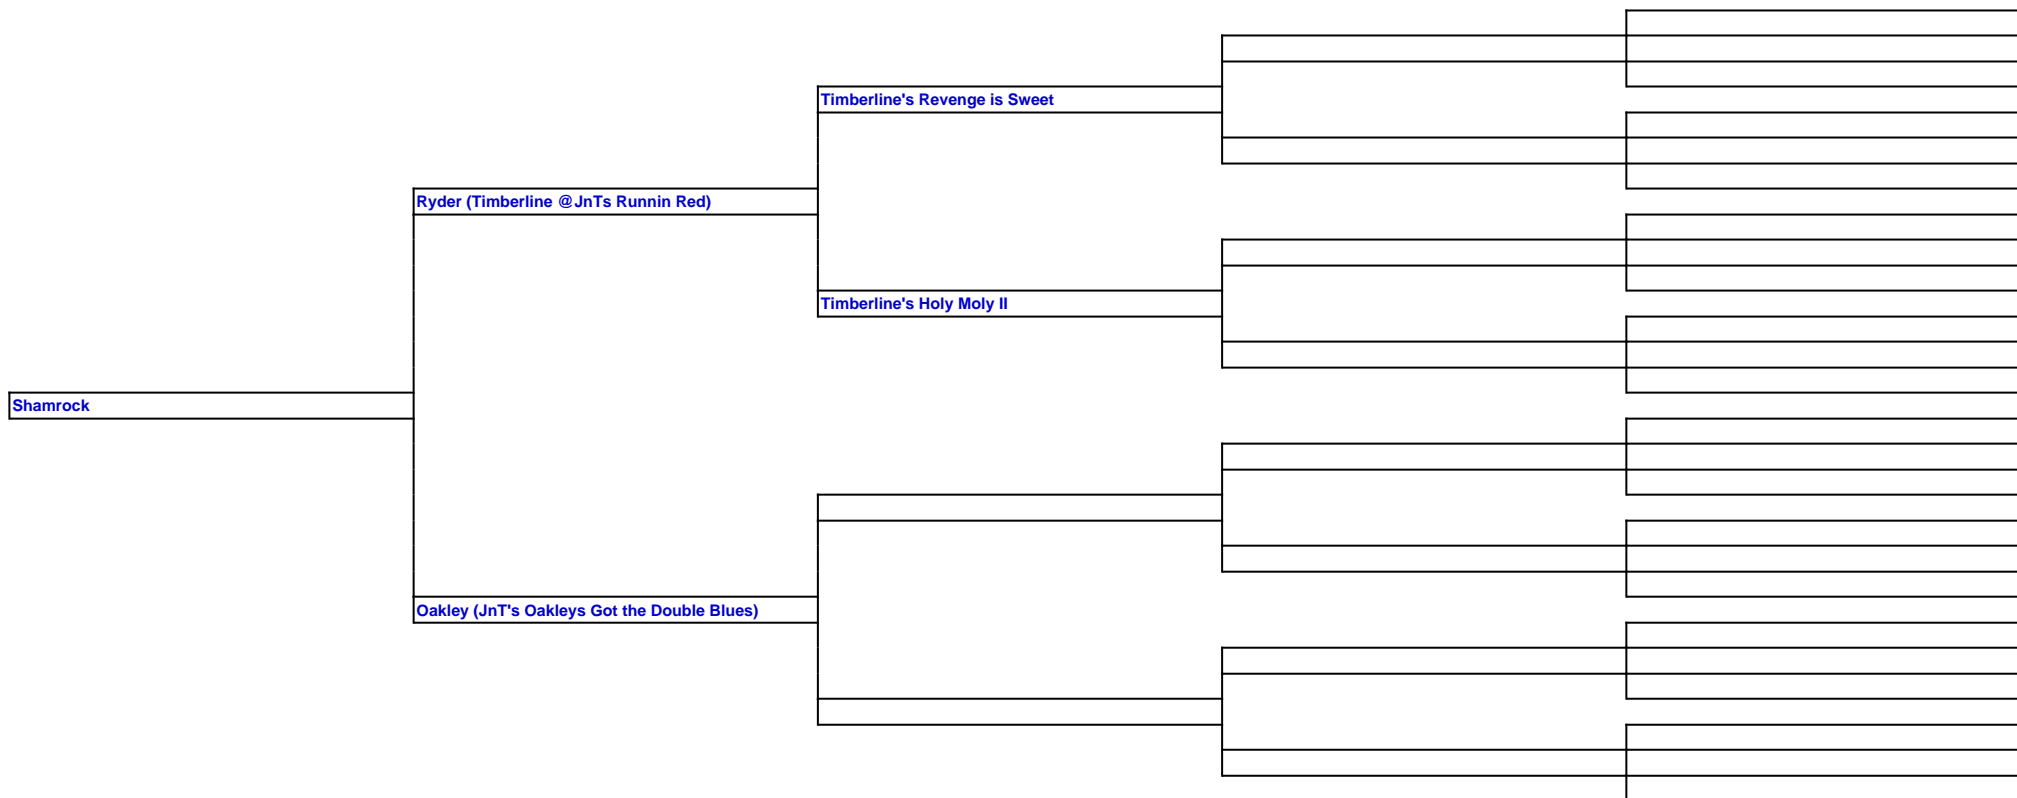 Timberline's Revenge is Sweet
Ryder (Timberline @JnTs Runnin Red)
Timberline's Holy Moly II
Shamrock
Oakley (JnT's Oakleys Got the Double Blues)